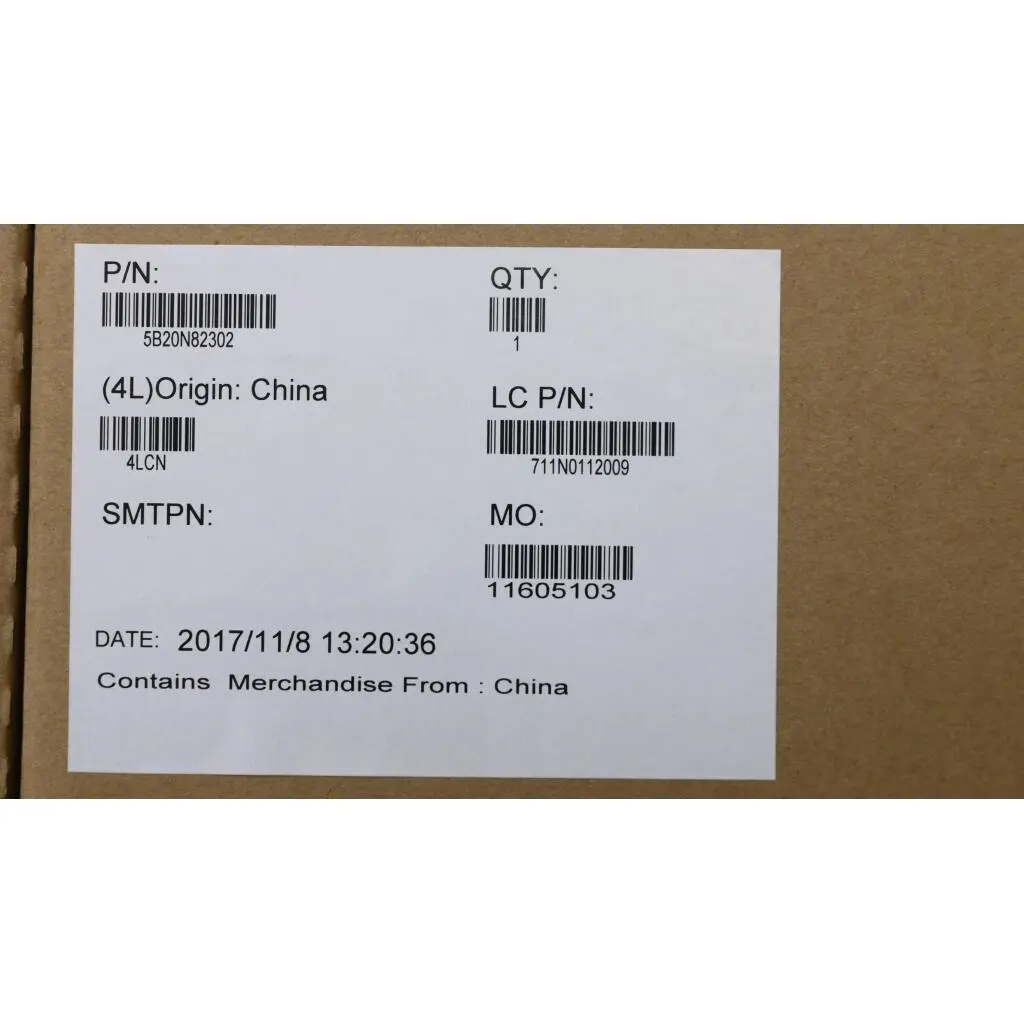 P/N:
5B20N82302
QTY:
1
(4L)Origin: China
4LCN
LC P/N:
711N0112009
SMTPN:
MO:
11605103
DATE: 2017/11/8 13:20:36
Contains Merchandise From : China